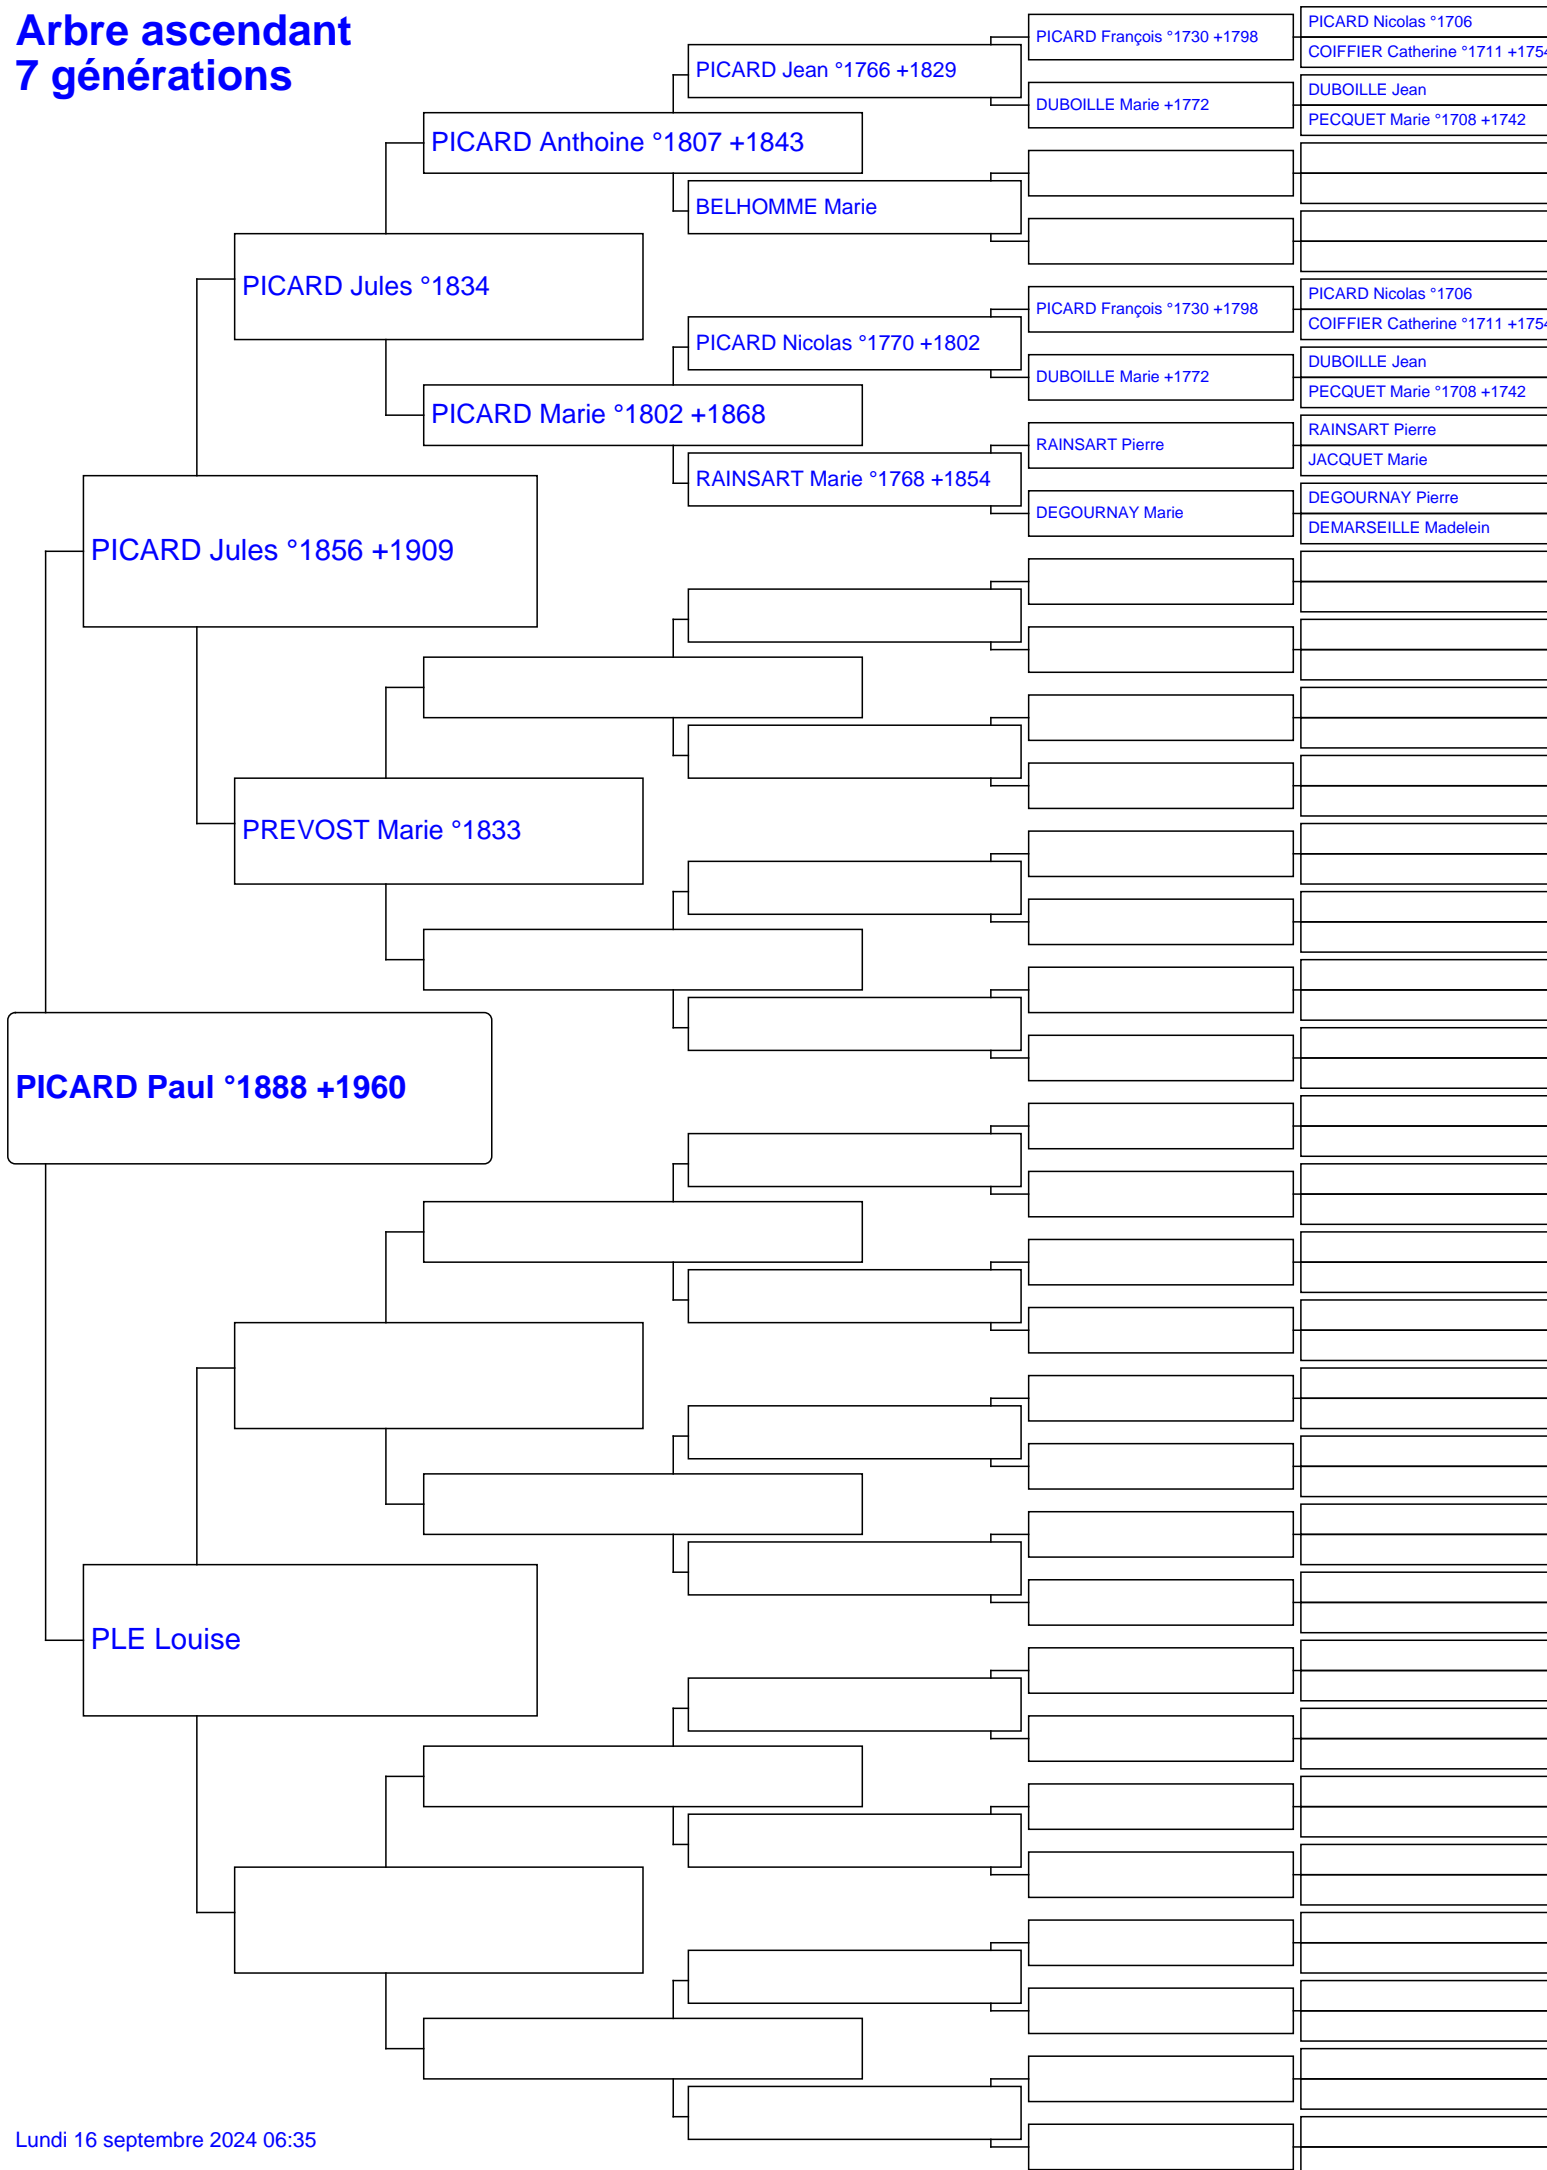 Arbre ascendant
7 générations
PICARD Nicolas °1706
PICARD François °1730 +1798
COIFFIER Catherine °1711 +1754
PICARD Jean °1766 +1829
DUBOILLE Jean
DUBOILLE Marie +1772
PECQUET Marie °1708 +1742
PICARD Anthoine °1807 +1843
BELHOMME Marie
PICARD Jules °1834
PICARD Nicolas °1706
PICARD François °1730 +1798
COIFFIER Catherine °1711 +1754
PICARD Nicolas °1770 +1802
DUBOILLE Jean
DUBOILLE Marie +1772
PECQUET Marie °1708 +1742
PICARD Marie °1802 +1868
RAINSART Pierre
RAINSART Pierre
JACQUET Marie
RAINSART Marie °1768 +1854
DEGOURNAY Pierre
DEGOURNAY Marie
DEMARSEILLE Madelein
PICARD Jules °1856 +1909
PREVOST Marie °1833
PICARD Paul °1888 +1960
PLE Louise
Lundi 16 septembre 2024 06:35